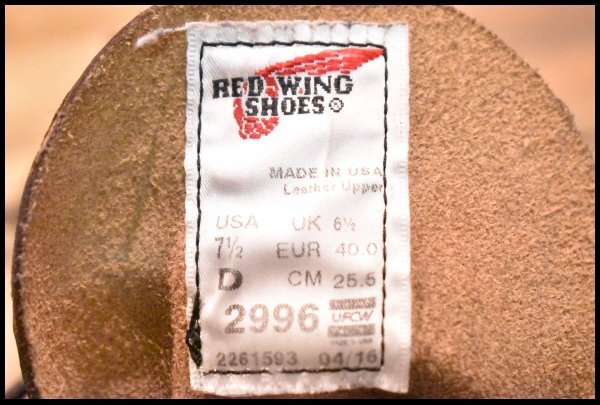 RED WING
SHOES®
MADE IN USA
Leather Upper
USA UK 6½
7½ EUR 40.0
D CM 25.5
2996 UFCW
2261593 04/16